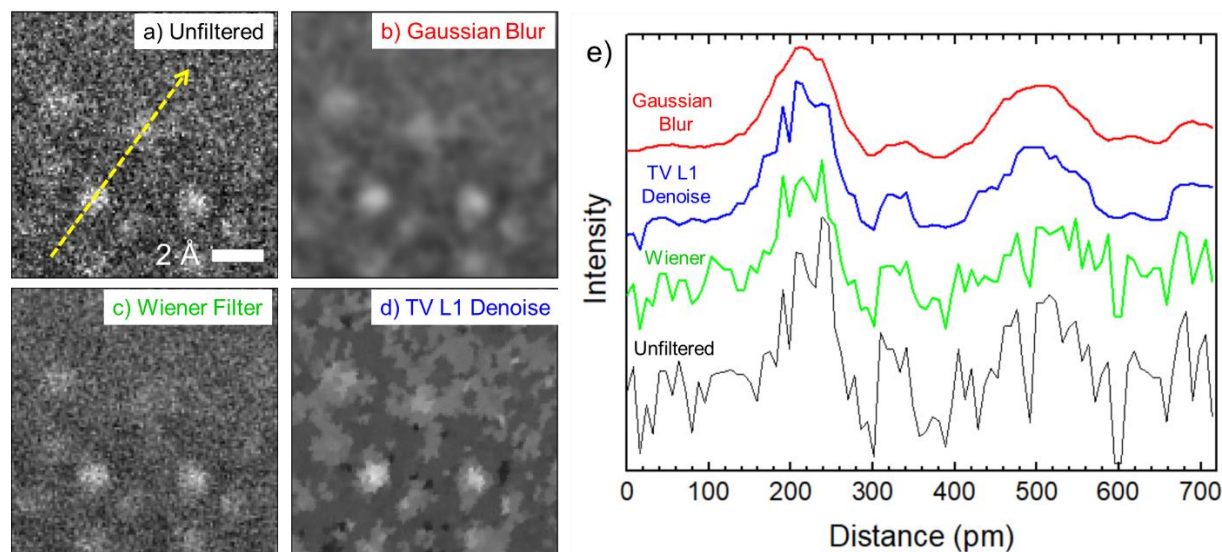 a) Unfiltered
2 Å
b) Gaussian Blur
c) Wiener Filter
d) TV L1 Denoise
e)
Gaussian
Blur
TV L1
Denoise
Wiener
Unfiltered
Intensity
0 100 200 300 400 500 600 700
Distance (pm)